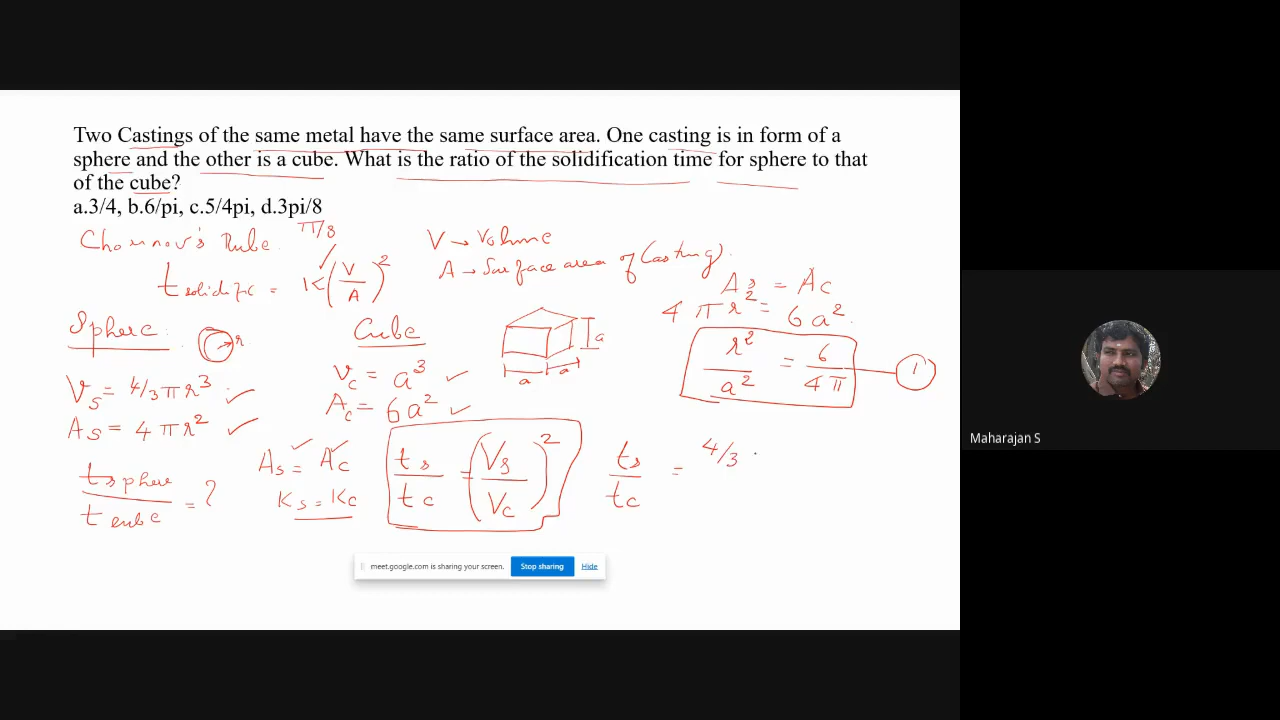 Two Castings of the same metal have the same surface area. One casting is in form of a
sphere and the other is a cube. What is the ratio of the solidification time for sphere to that
of the cube?
a.3/4, b.6/pi, c.5/4pi, d.3pi/8
π/8
Chournov's Rube
t solidific = K(V/A)²
V → Volume
A → Surface area of Casting)
As = Ac
4πr² = 6a²
r²/a² = 6/4π
1
Sphere
r
Vs = 4/3πr³
As = 4πr²
Cube
Vc = a³
Ac = 6a²
a
a
a
t sphere / t cube = ?
As = Ac
Ks = Kc
ts/tc = (Vs/Vc)²
ts/tc = 4/3
meet.google.com is sharing your screen.
Stop sharing
Hide
Maharajan S